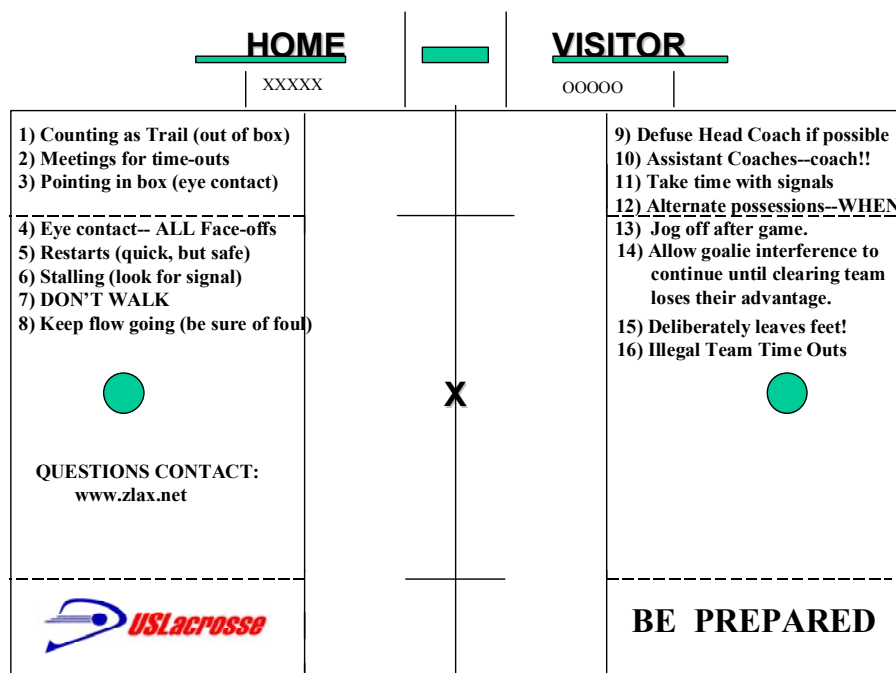 HOME
VISITOR
XXXXX
OOOOO
1) Counting as Trail (out of box)
2) Meetings for time-outs
3) Pointing in box (eye contact)
4) Eye contact-- ALL Face-offs
5) Restarts (quick, but safe)
6) Stalling (look for signal)
7) DON'T WALK
8) Keep flow going (be sure of foul)
9) Defuse Head Coach if possible
10) Assistant Coaches--coach!!
11) Take time with signals
12) Alternate possessions--WHEN
13) Jog off after game.
14) Allow goalie interference to
continue until clearing team
loses their advantage.
15) Deliberately leaves feet!
16) Illegal Team Time Outs
X
QUESTIONS CONTACT:
www.zlax.net
USLacrosse
BE PREPARED